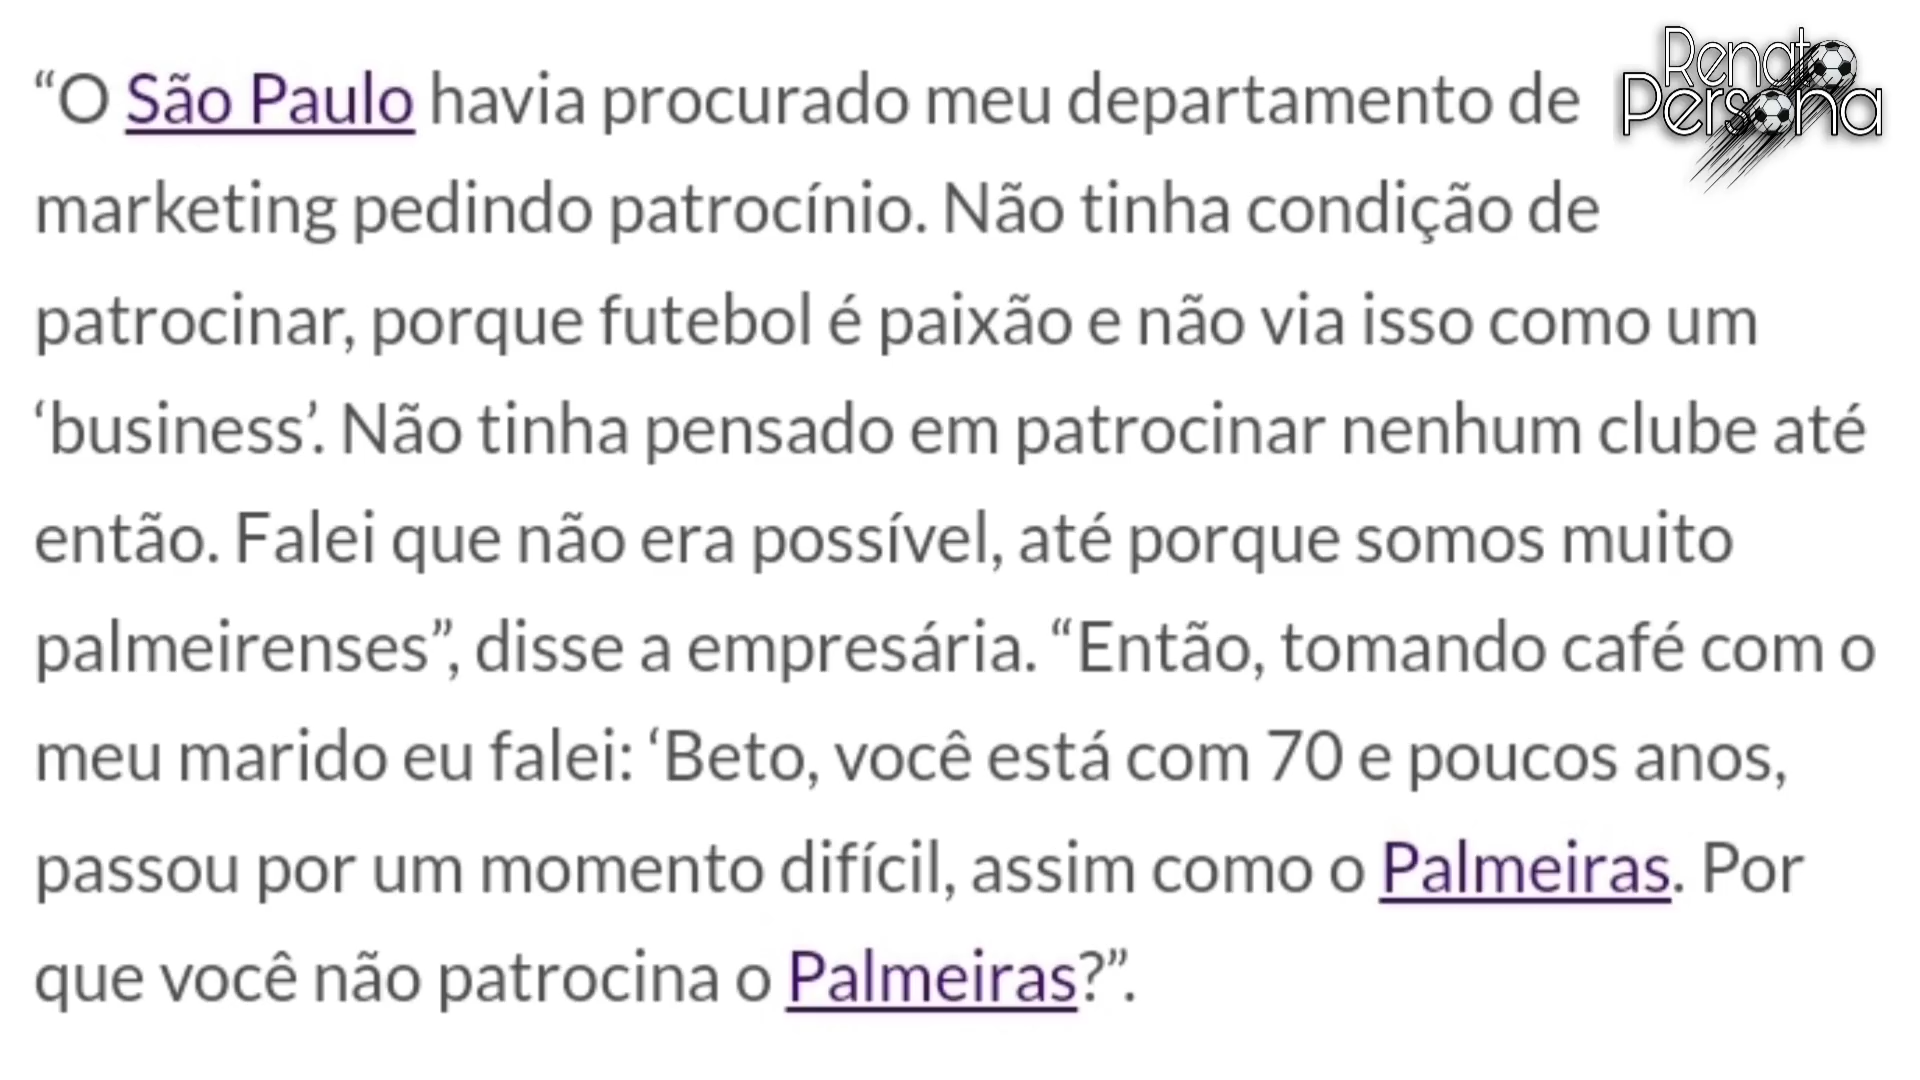 “O São Paulo havia procurado meu departamento de
marketing pedindo patrocínio. Não tinha condição de
patrocinar, porque futebol é paixão e não via isso como um
‘business’. Não tinha pensado em patrocinar nenhum clube até
então. Falei que não era possível, até porque somos muito
palmeirenses”, disse a empresária. “Então, tomando café com o
meu marido eu falei: ‘Beto, você está com 70 e poucos anos,
passou por um momento difícil, assim como o Palmeiras. Por
que você não patrocina o Palmeiras?”.
Renato
Persona